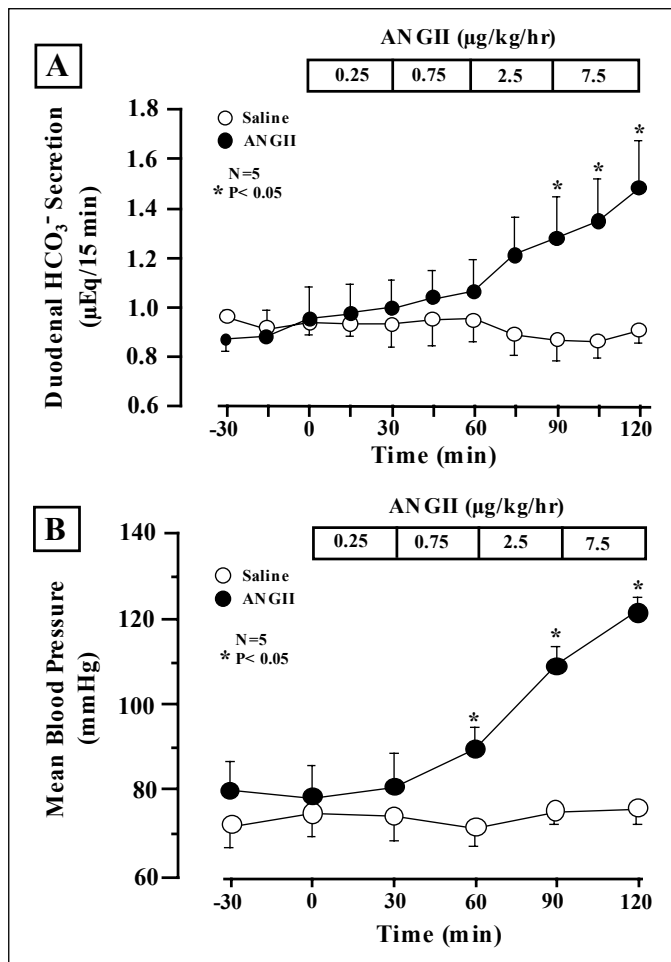 A
ANGII (µg/kg/hr)
0.25 0.75 2.5 7.5
Duodenal HCO₃⁻ Secretion
(µEq/15 min)
1.8
1.6
1.4
1.2
1.0
0.8
0.6
Saline
ANGII
N=5
* P< 0.05
* * *
-30 0 30 60 90 120
Time (min)
B
ANGII (µg/kg/hr)
0.25 0.75 2.5 7.5
Mean Blood Pressure
(mmHg)
140
120
100
80
60
Saline
ANGII
N=5
* P< 0.05
* * *
-30 0 30 60 90 120
Time (min)